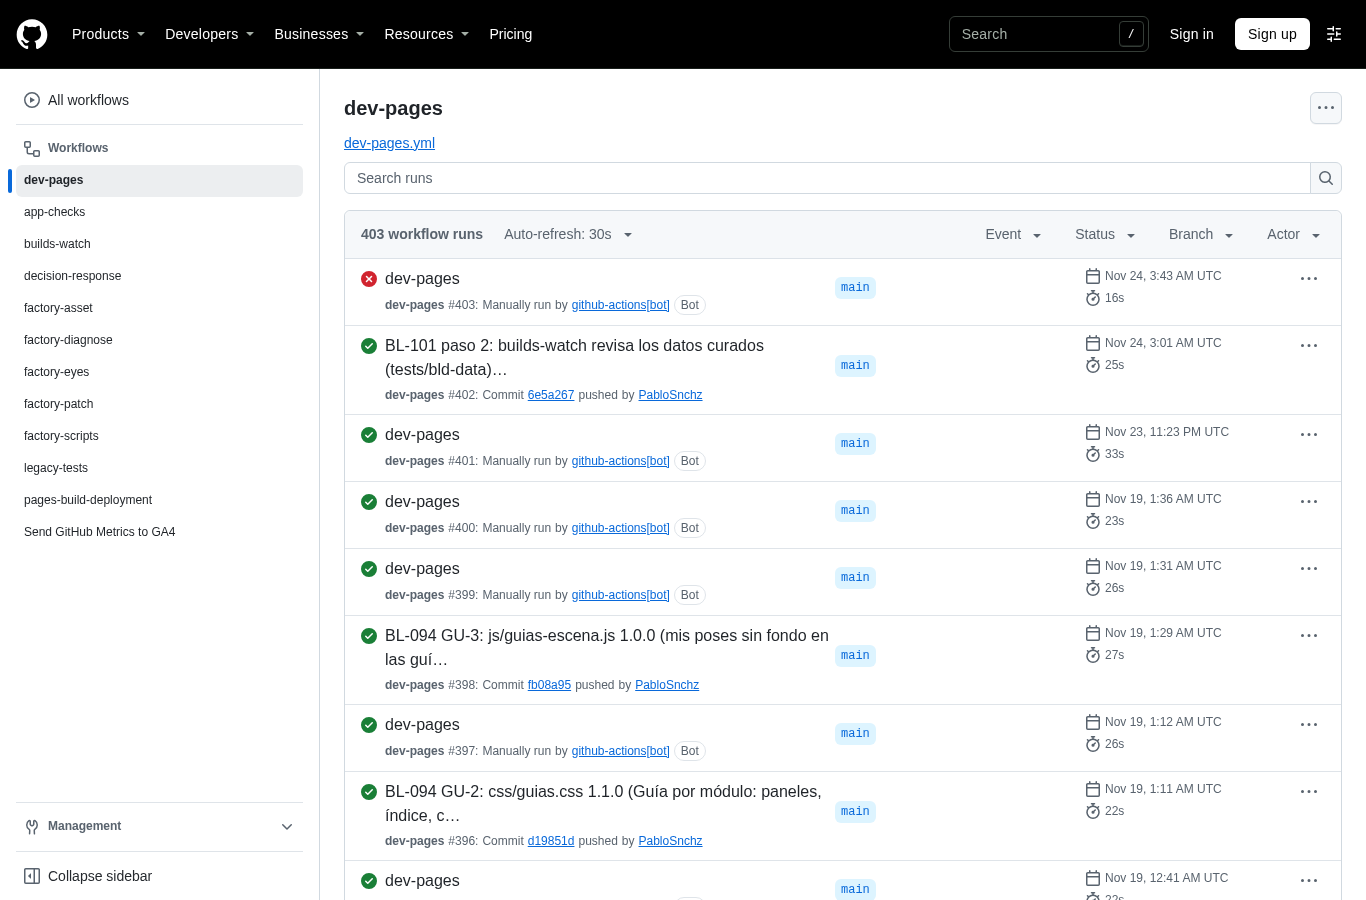 Products Developers Businesses Resources Pricing Search / Sign in Sign up
All workflows
Workflows
dev-pages
app-checks
builds-watch
decision-response
factory-asset
factory-diagnose
factory-eyes
factory-patch
factory-scripts
legacy-tests
pages-build-deployment
Send GitHub Metrics to GA4
Management
Collapse sidebar
dev-pages
dev-pages.yml
Search runs
403 workflow runs Auto-refresh: 30s Event Status Branch Actor
dev-pages
dev-pages #403: Manually run by github-actions[bot] Bot
main
Nov 24, 3:43 AM UTC
16s
BL-101 paso 2: builds-watch revisa los datos curados
(tests/bld-data)…
dev-pages #402: Commit 6e5a267 pushed by PabloSnchz
main
Nov 24, 3:01 AM UTC
25s
dev-pages
dev-pages #401: Manually run by github-actions[bot] Bot
main
Nov 23, 11:23 PM UTC
33s
dev-pages
dev-pages #400: Manually run by github-actions[bot] Bot
main
Nov 19, 1:36 AM UTC
23s
dev-pages
dev-pages #399: Manually run by github-actions[bot] Bot
main
Nov 19, 1:31 AM UTC
26s
BL-094 GU-3: js/guias-escena.js 1.0.0 (mis poses sin fondo en
las guí…
dev-pages #398: Commit fb08a95 pushed by PabloSnchz
main
Nov 19, 1:29 AM UTC
27s
dev-pages
dev-pages #397: Manually run by github-actions[bot] Bot
main
Nov 19, 1:12 AM UTC
26s
BL-094 GU-2: css/guias.css 1.1.0 (Guía por módulo: paneles,
índice, c…
dev-pages #396: Commit d19851d pushed by PabloSnchz
main
Nov 19, 1:11 AM UTC
22s
dev-pages
main
Nov 19, 12:41 AM UTC
22s